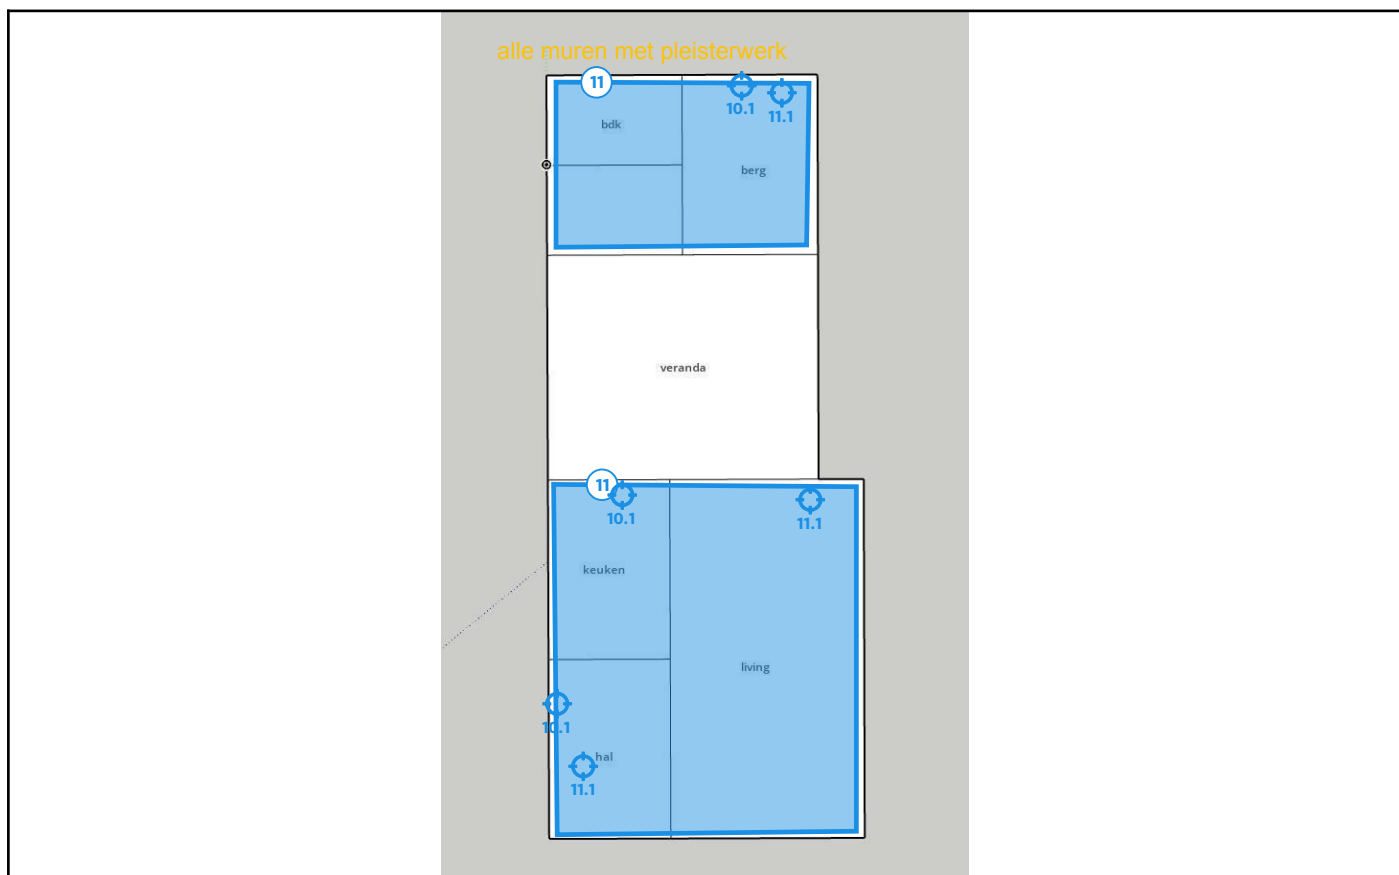 alle muren met pleisterwerk
11
10.1
11.1
bdk
berg
veranda
11
10.1
11.1
keuken
living
10.1
hal
11.1